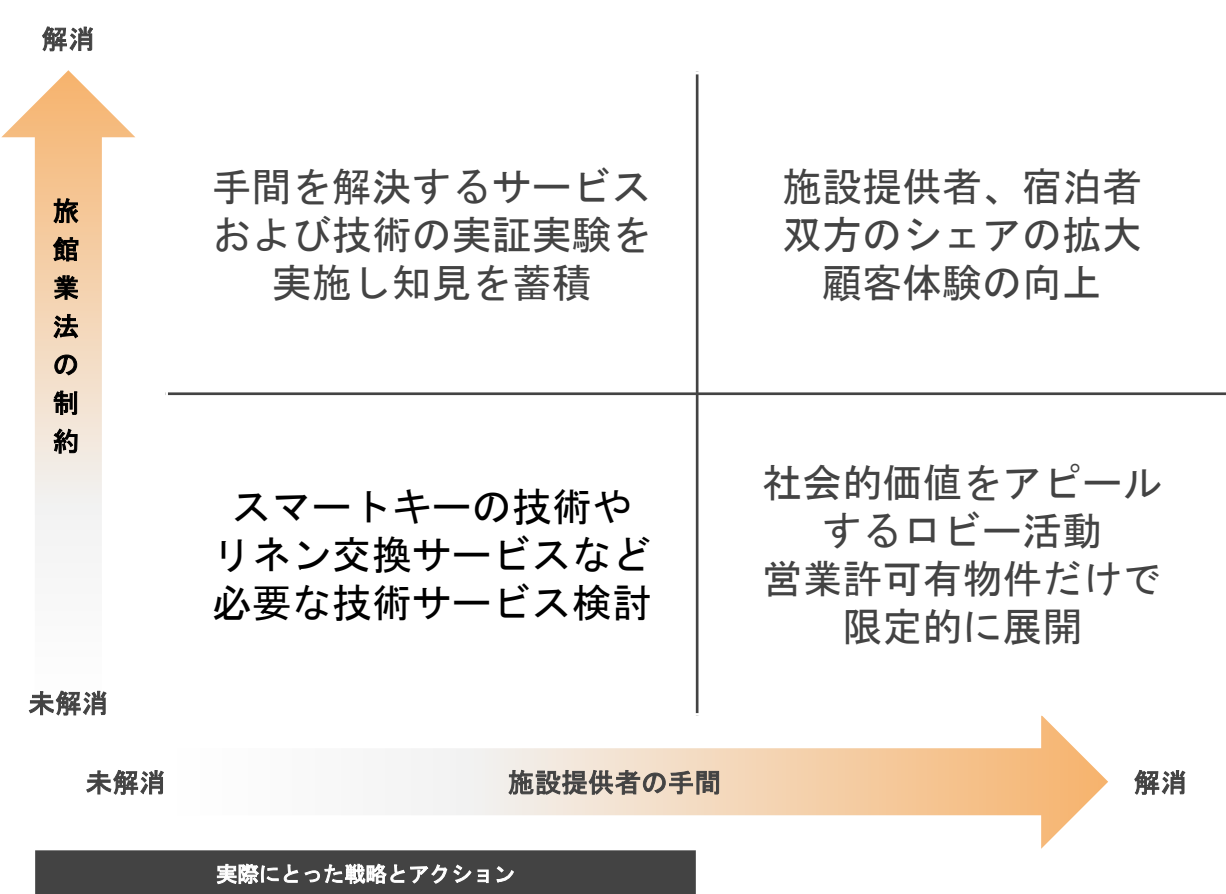 解消
旅館業法の制約
手間を解決するサービス
および技術の実証実験を
実施し知見を蓄積
施設提供者、宿泊者
双方のシェアの拡大
顧客体験の向上
スマートキーの技術や
リネン交換サービスなど
必要な技術サービス検討
社会的価値をアピール
するロビー活動
営業許可有物件だけで
限定的に展開
未解消
未解消
施設提供者の手間
解消
実際にとった戦略とアクション